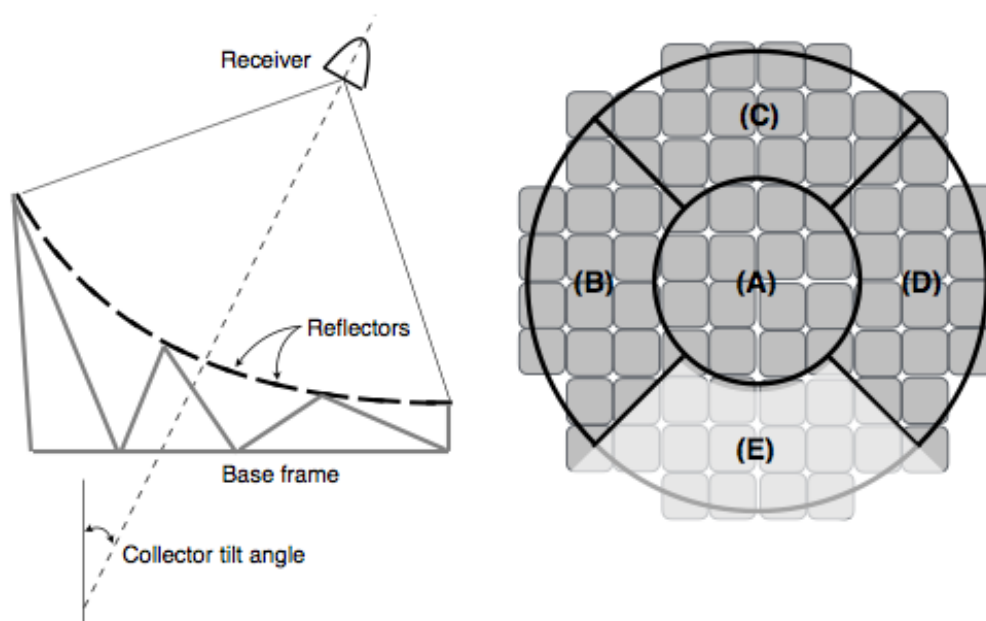 Receiver
Reflectors
Base frame
Collector tilt angle
(C)
(B)
(A)
(D)
(E)